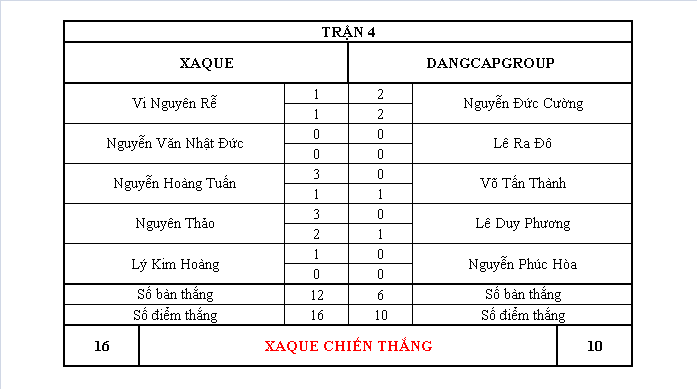 TRẬN 4
XAQUE DANGCAPGROUP
Vi Nguyên Rễ 1 2 Nguyễn Đức Cường
1 2
Nguyễn Văn Nhật Đức 0 0 Lê Ra Đô
0 0
Nguyễn Hoàng Tuấn 3 0 Võ Tấn Thành
1 1
Nguyên Thảo 3 0 Lê Duy Phương
2 1
Lý Kim Hoàng 1 0 Nguyễn Phúc Hòa
0 0
Số bàn thắng 12 6 Số bàn thắng
Số điểm thắng 16 10 Số điểm thắng
16 XAQUE CHIẾN THẮNG 10